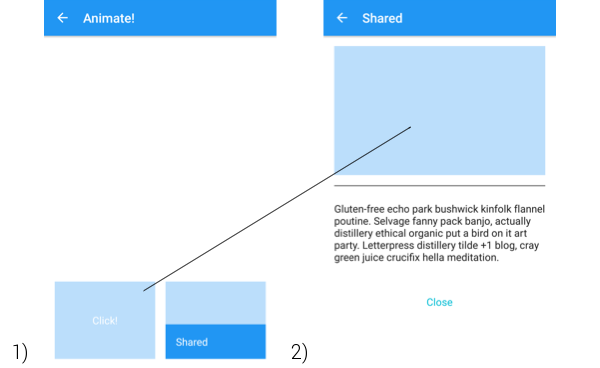 Animate!
Click!
Shared
1)
Shared
Gluten-free echo park bushwick kinfolk flannel
poutine. Selvage fanny pack banjo, actually
distillery ethical organic put a bird on it art
party. Letterpress distillery tilde +1 blog, cray
green juice crucifix hella meditation.
Close
2)